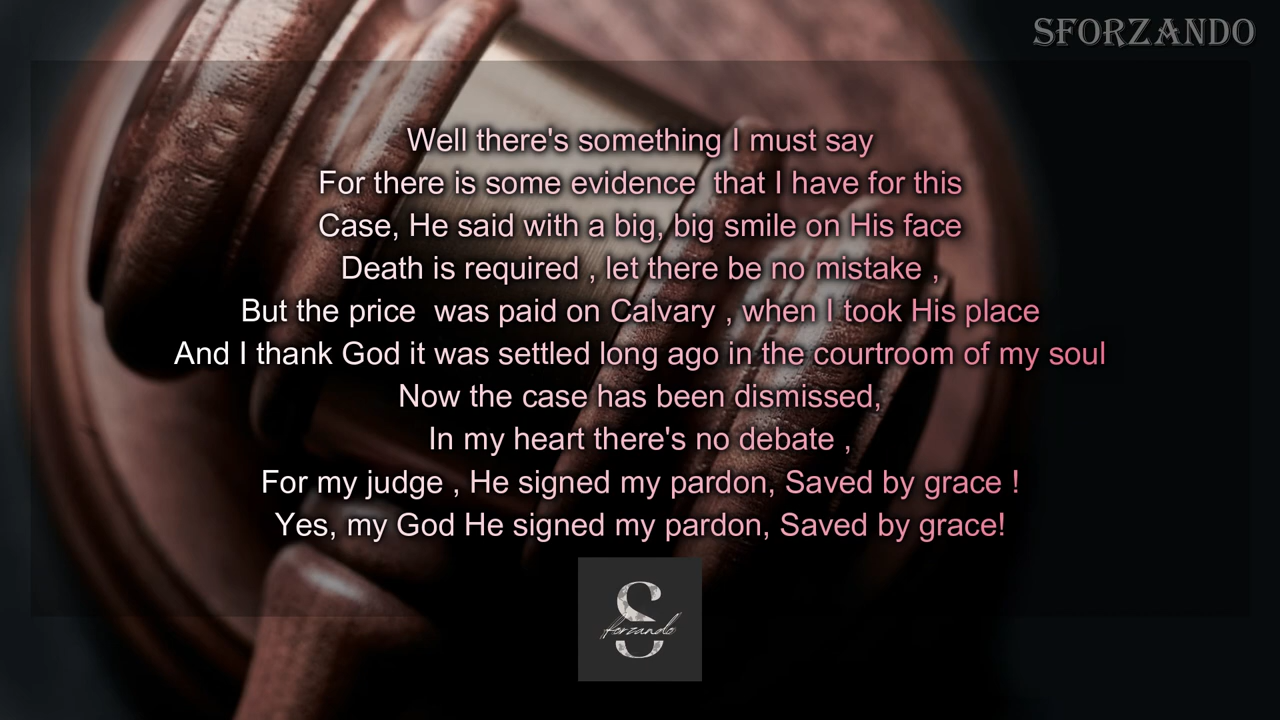 SFORZANDO
Well there's something I must say
For there is some evidence  that I have for this
Case, He said with a big, big smile on His face
Death is required , let there be no mistake ,
But the price  was paid on Calvary , when I took His place
And I thank God it was settled long ago in the courtroom of my soul
Now the case has been dismissed,
In my heart there's no debate ,
For my judge , He signed my pardon, Saved by grace !
Yes, my God He signed my pardon, Saved by grace!
S
sforzando